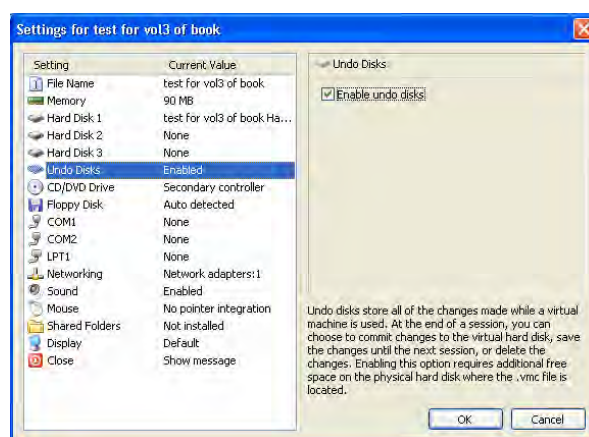 Settings for test for vol3 of book
Setting Current Value
File Name test for vol3 of book
Memory 90 MB
Hard Disk 1 test for vol3 of book Ha...
Hard Disk 2 None
Hard Disk 3 None
Undo Disks Enabled
CD/DVD Drive Secondary controller
Floppy Disk Auto detected
COM1 None
COM2 None
LPT1 None
Networking Network adapters:1
Sound Enabled
Mouse No pointer integration
Shared Folders Not installed
Display Default
Close Show message
Undo Disks
Enable undo disks
Undo disks store all of the changes made while a virtual
machine is used. At the end of a session, you can
choose to commit changes to the virtual hard disk, save
the changes until the next session, or delete the
changes. Enabling this option requires additional free
space on the physical hard disk where the .vmc file is
located.
OK Cancel